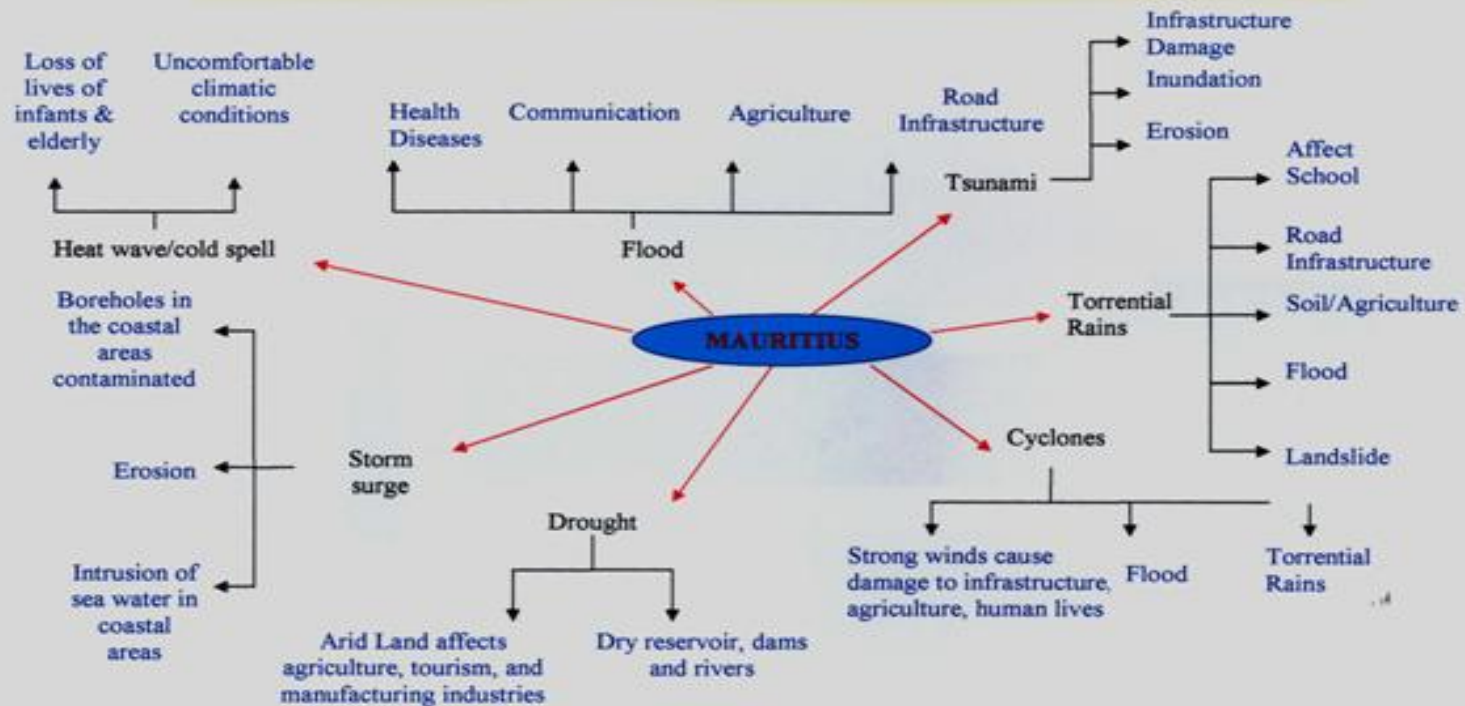 Loss of
lives of
infants &
elderly
Uncomfortable
climatic
conditions
Heat wave/cold spell
Health
Diseases
Communication
Agriculture
Road
Infrastructure
Flood
Tsunami
Infrastructure
Damage
Inundation
Erosion
Torrential
Rains
Affect
School
Road
Infrastructure
Soil/Agriculture
Flood
Landslide
MAURITIUS
Boreholes in
the coastal
areas
contaminated
Erosion
Intrusion of
sea water in
coastal
areas
Storm
surge
Drought
Arid Land affects
agriculture, tourism, and
manufacturing industries
Dry reservoir, dams
and rivers
Cyclones
Strong winds cause
damage to infrastructure,
agriculture, human lives
Flood
Torrential
Rains